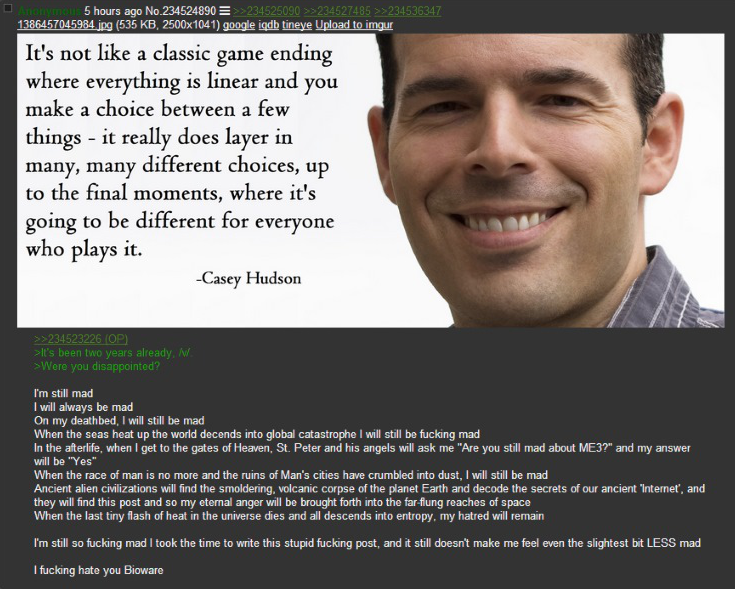 Anonymous 5 hours ago No.234524890 >>234525090 >>234527485 >>234536347
1386457045984.jpg (535 KB, 2500x1041) google iqdb tineye Upload to imgur
It's not like a classic game ending
where everything is linear and you
make a choice between a few
things - it really does layer in
many, many different choices, up
to the final moments, where it's
going to be different for everyone
who plays it.
-Casey Hudson
>>234523226 (OP)
>It's been two years already, /v/.
>Were you disappointed?
I'm still mad
I will always be mad
On my deathbed, I will still be mad
When the seas heat up the world decends into global catastrophe I will still be fucking mad
In the afterlife, when I get to the gates of Heaven, St. Peter and his angels will ask me "Are you still mad about ME3?" and my answer
will be "Yes"
When the race of man is no more and the ruins of Man's cities have crumbled into dust, I will still be mad
Ancient alien civilizations will find the smoldering, volcanic corpse of the planet Earth and decode the secrets of our ancient 'Internet', and
they will find this post and so my eternal anger will be brought forth into the far-flung reaches of space
When the last tiny flash of heat in the universe dies and all descends into entropy, my hatred will remain
I'm still so fucking mad I took the time to write this stupid fucking post, and it still doesn't make me feel even the slightest bit LESS mad
I fucking hate you Bioware